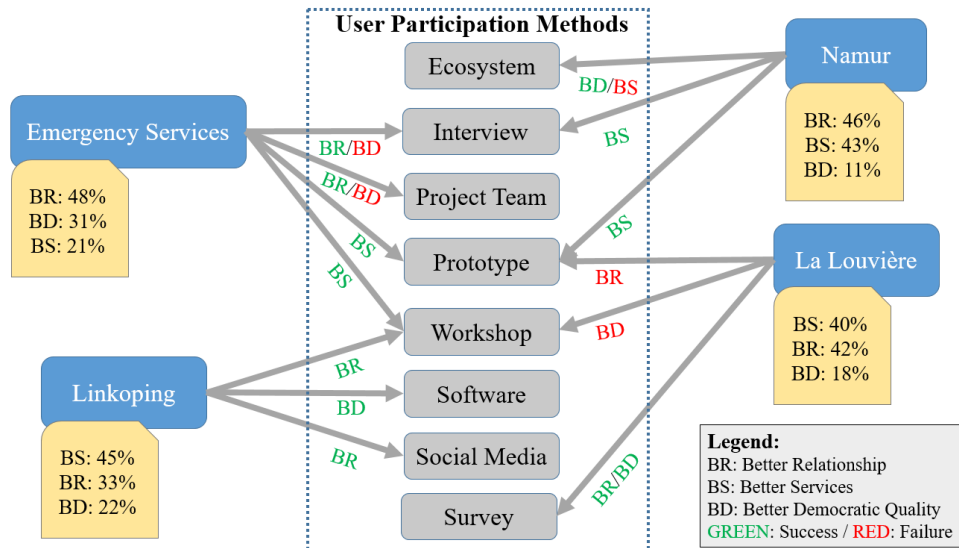 User Participation Methods
Ecosystem
Interview
Project Team
Prototype
Workshop
Software
Social Media
Survey
Emergency Services
BR: 48%
BD: 31%
BS: 21%
BR/BD
BR/BD
BS
BS
Linkoping
BS: 45%
BR: 33%
BD: 22%
BR
BD
BR
Namur
BR: 46%
BS: 43%
BD: 11%
BD/BS
BS
BS
La Louvière
BS: 40%
BR: 42%
BD: 18%
BR
BD
BR/BD
Legend:
BR: Better Relationship
BS: Better Services
BD: Better Democratic Quality
GREEN: Success / RED: Failure